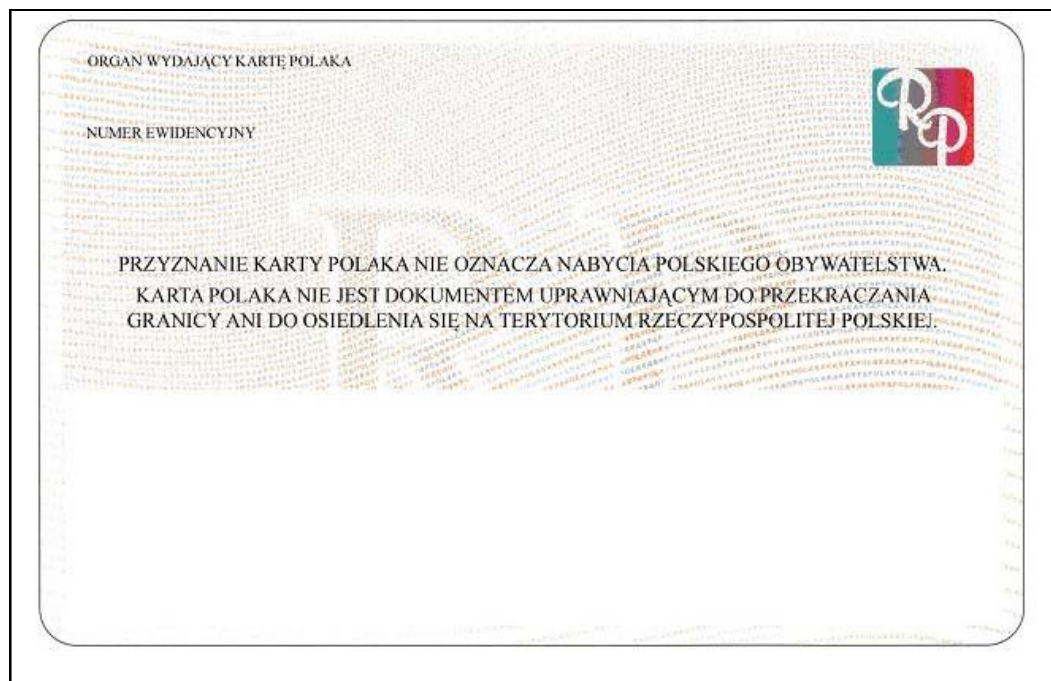 ORGAN WYDAJĄCY KARTĘ POLAKA
RP
NUMER EWIDENCYJNY
PRZYZNANIE KARTY POLAKA NIE OZNACZA NABYCIA POLSKIEGO OBYWATELSTWA.
KARTA POLAKA NIE JEST DOKUMENTEM UPRAWNIAJĄCYM DO PRZEKRACZANIA
GRANICY ANI DO OSIEDLENIA SIĘ NA TERYTORIUM RZECZYPOSPOLITEJ POLSKIEJ.